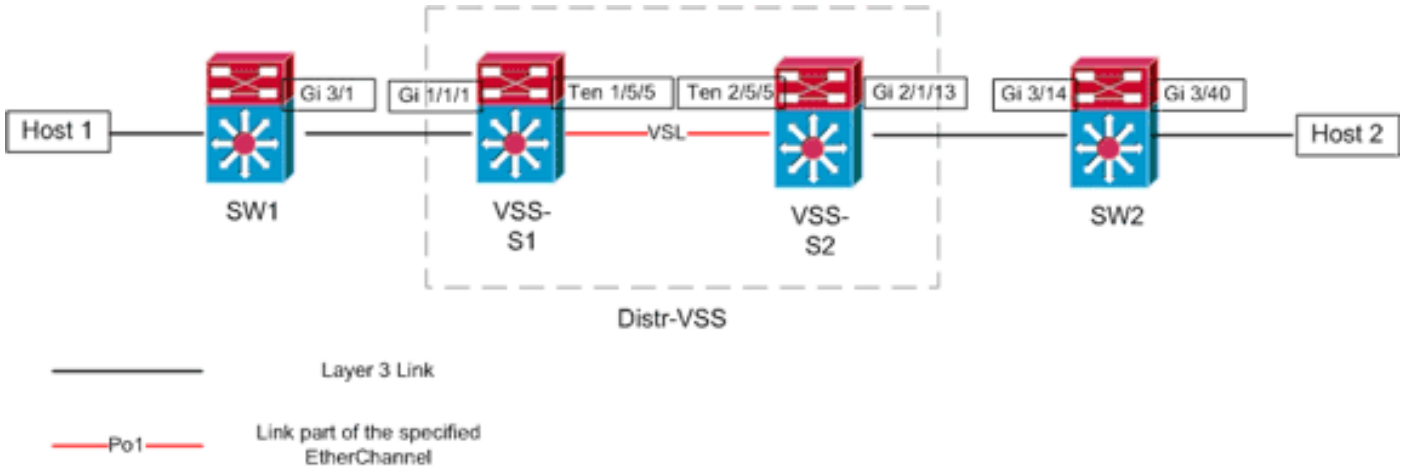 Host 1
Gi 3/1
Gi 1/1/1
Ten 1/5/5
Ten 2/5/5
Gi 2/1/13
Gi 3/14
Gi 3/40
Host 2
VSL
SW1
VSS-
S1
VSS-
S2
SW2
Distr-VSS
Layer 3 Link
Po1
Link part of the specified
EtherChannel